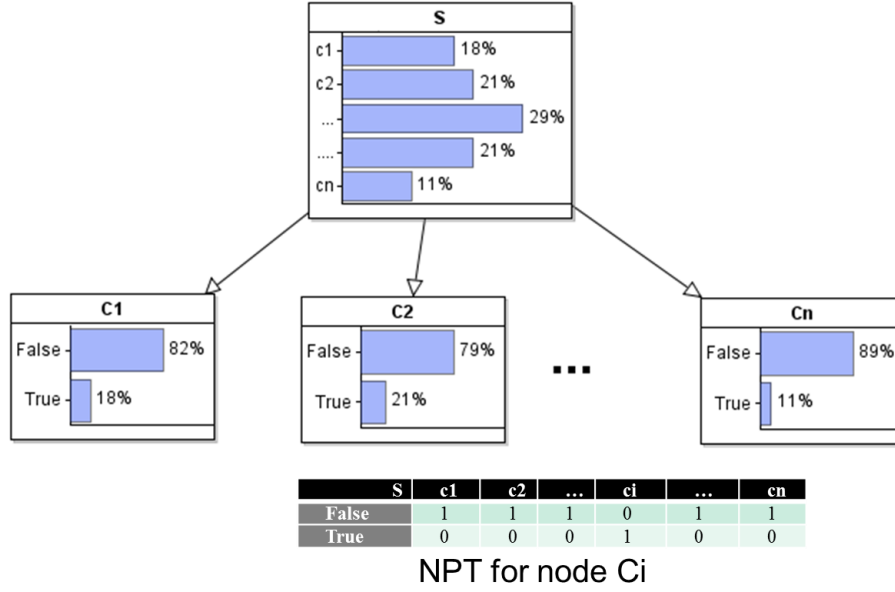 S
c1 18%
c2 21%
... 29%
.... 21%
cn 11%
C1
False 82%
True 18%
C2
False 79%
True 21%
...
Cn
False 89%
True 11%
S c1 c2 … ci … cn
False 1 1 1 0 1 1
True 0 0 0 1 0 0
NPT for node Ci